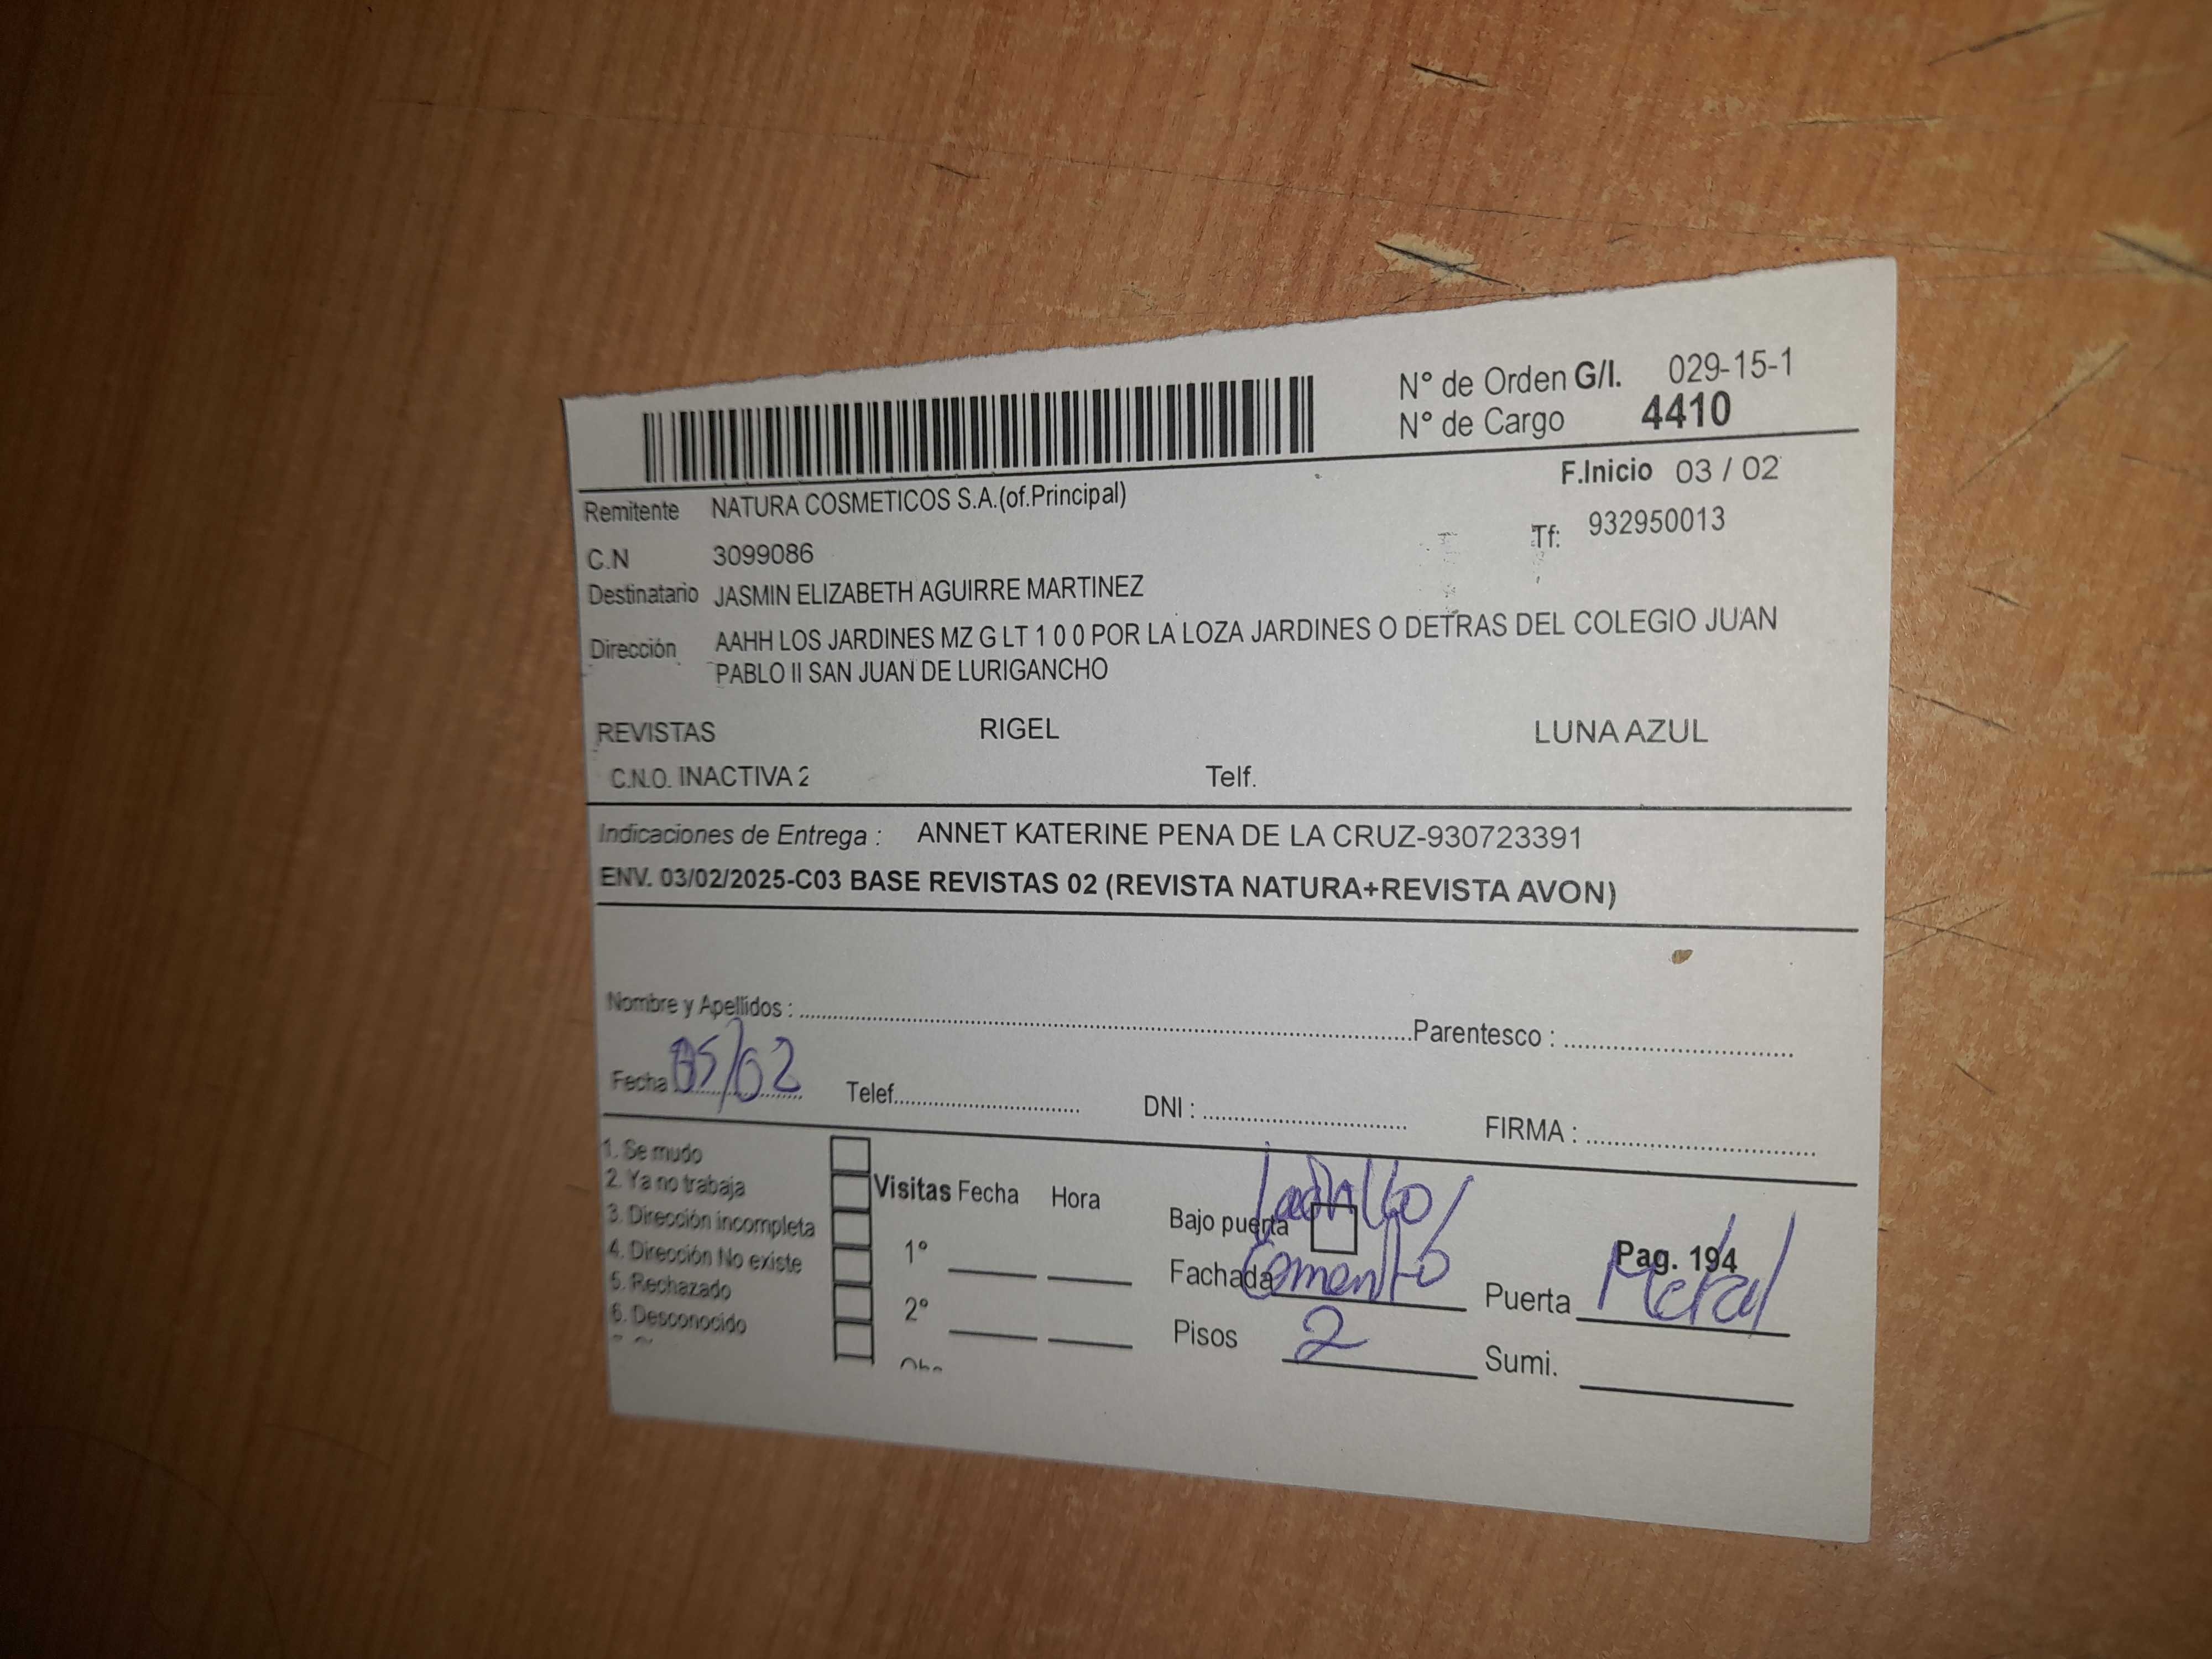 N° de Orden G/I. 029-15-1
N° de Cargo 4410
F.Inicio 03 / 02
Remitente NATURA COSMETICOS S.A.(of.Principal)
Tf: 932950013
C.N 3099086
Destinatario JASMIN ELIZABETH AGUIRRE MARTINEZ
Dirección AAHH LOS JARDINES MZ G LT 1 0 0 POR LA LOZA JARDINES O DETRAS DEL COLEGIO JUAN
PABLO II SAN JUAN DE LURIGANCHO
REVISTAS RIGEL LUNA AZUL
C.N.O. INACTIVA 2 Telf.
Indicaciones de Entrega : ANNET KATERINE PENA DE LA CRUZ-930723391
ENV. 03/02/2025-C03 BASE REVISTAS 02 (REVISTA NATURA+REVISTA AVON)
Nombre y Apellidos : Parentesco :
Fecha 05/02 Telef. DNI : FIRMA :
1. Se mudo
2. Ya no trabaja
3. Dirección incompleta
4. Dirección No existe
5. Rechazado
6. Desconocido
Visitas Fecha Hora
1°
2°
Bajo puerta Ladrillo/
Fachada Cemento
Pisos 2
Pag. 194
Puerta Metal
Sumi.